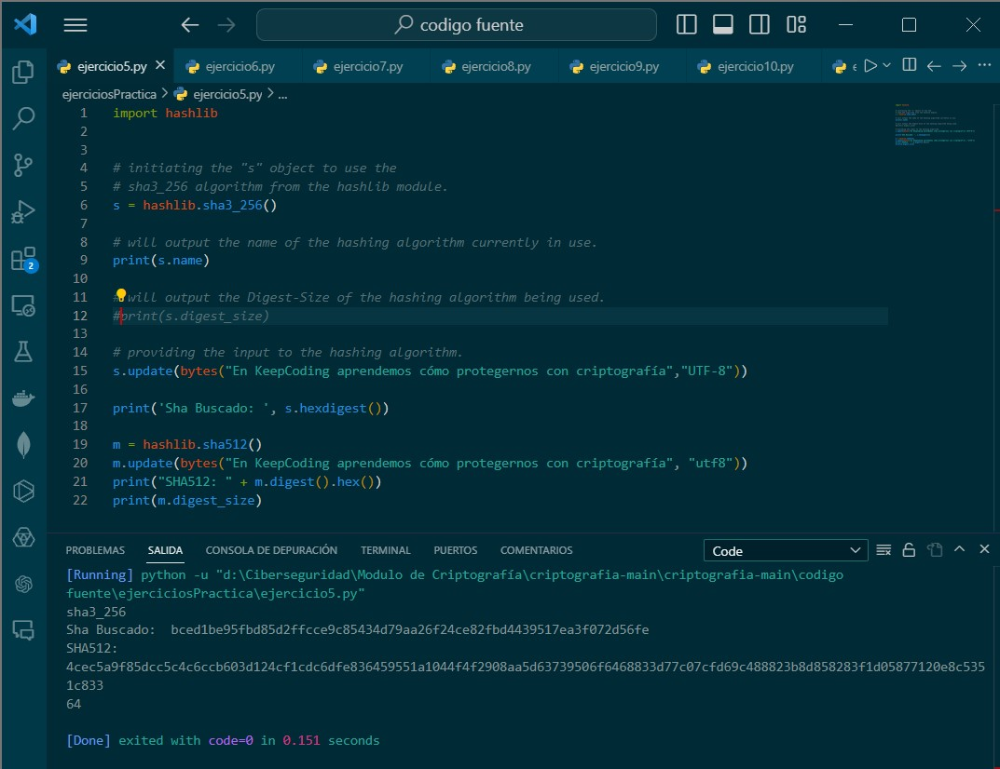 codigo fuente
ejercicio5.py
ejercicio6.py
ejercicio7.py
ejercicio8.py
ejercicio9.py
ejercicio10.py
e
ejerciciosPractica > ejercicio5.py > ...
1 import hashlib
2
3
4 # initiating the "s" object to use the
5 # sha3_256 algorithm from the hashlib module.
6 s = hashlib.sha3_256()
7
8 # will output the name of the hashing algorithm currently in use.
9 print(s.name)
10
11 # will output the Digest-Size of the hashing algorithm being used.
12 #print(s.digest_size)
13
14 # providing the input to the hashing algorithm.
15 s.update(bytes("En KeepCoding aprendemos cómo protegernos con criptografía","UTF-8"))
16
17 print('Sha Buscado: ', s.hexdigest())
18
19 m = hashlib.sha512()
20 m.update(bytes("En KeepCoding aprendemos cómo protegernos con criptografía", "utf8"))
21 print("SHA512: " + m.digest().hex())
22 print(m.digest_size)
2
PROBLEMAS SALIDA CONSOLA DE DEPURACIÓN TERMINAL PUERTOS COMENTARIOS Code
[Running] python -u "d:\Ciberseguridad\Modulo de Criptografía\criptografia-main\criptografia-main\codigo
fuente\ejerciciosPractica\ejercicio5.py"
sha3_256
Sha Buscado:  bced1be95fbd85d2ffcce9c85434d79aa26f24ce82fbd4439517ea3f072d56fe
SHA512:
4cec5a9f85dcc5c4c6ccb603d124cf1cdc6dfe836459551a1044f4f2908aa5d63739506f6468833d77c07cfd69c488823b8d858283f1d05877120e8c535
1c833
64
[Done] exited with code=0 in 0.151 seconds